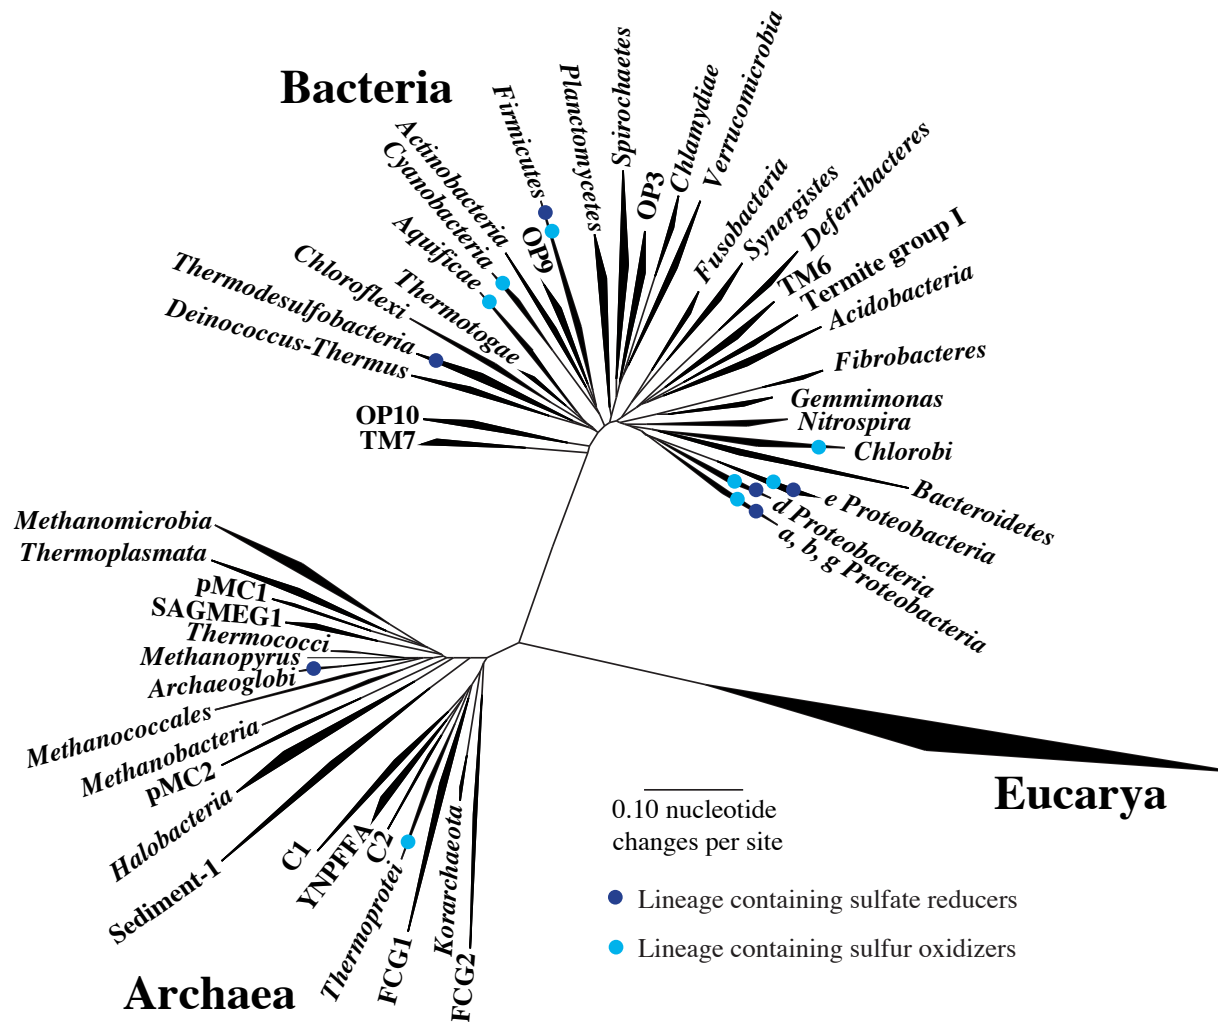 Bacteria
Firmicutes
Planctomycetes
Spirochaetes
OP3
Chlamydiae
Verrucomicrobia
Fusobacteria
Synergistes
Deferribacteres
TM6
Termite group I
Acidobacteria
Fibrobacteres
Gemmimonas
Nitrospira
Chlorobi
Bacteroidetes
e Proteobacteria
d Proteobacteria
a, b, g Proteobacteria
Actinobacteria
Cyanobacteria
OP9
Aquificae
Thermotogae
Chloroflexi
Thermodesulfobacteria
Deinococcus-Thermus
OP10
TM7
Methanomicrobia
Thermoplasmata
pMC1
SAGMEG1
Thermococci
Methanopyrus
Archaeoglobi
Methanococcales
Methanobacteria
pMC2
Halobacteria
Sediment-1
C1
YNPFFA
C2
Thermoprotei
FCG1
Korarchaeota
FCG2
Archaea
Eucarya
0.10 nucleotide
changes per site
Lineage containing sulfate reducers
Lineage containing sulfur oxidizers